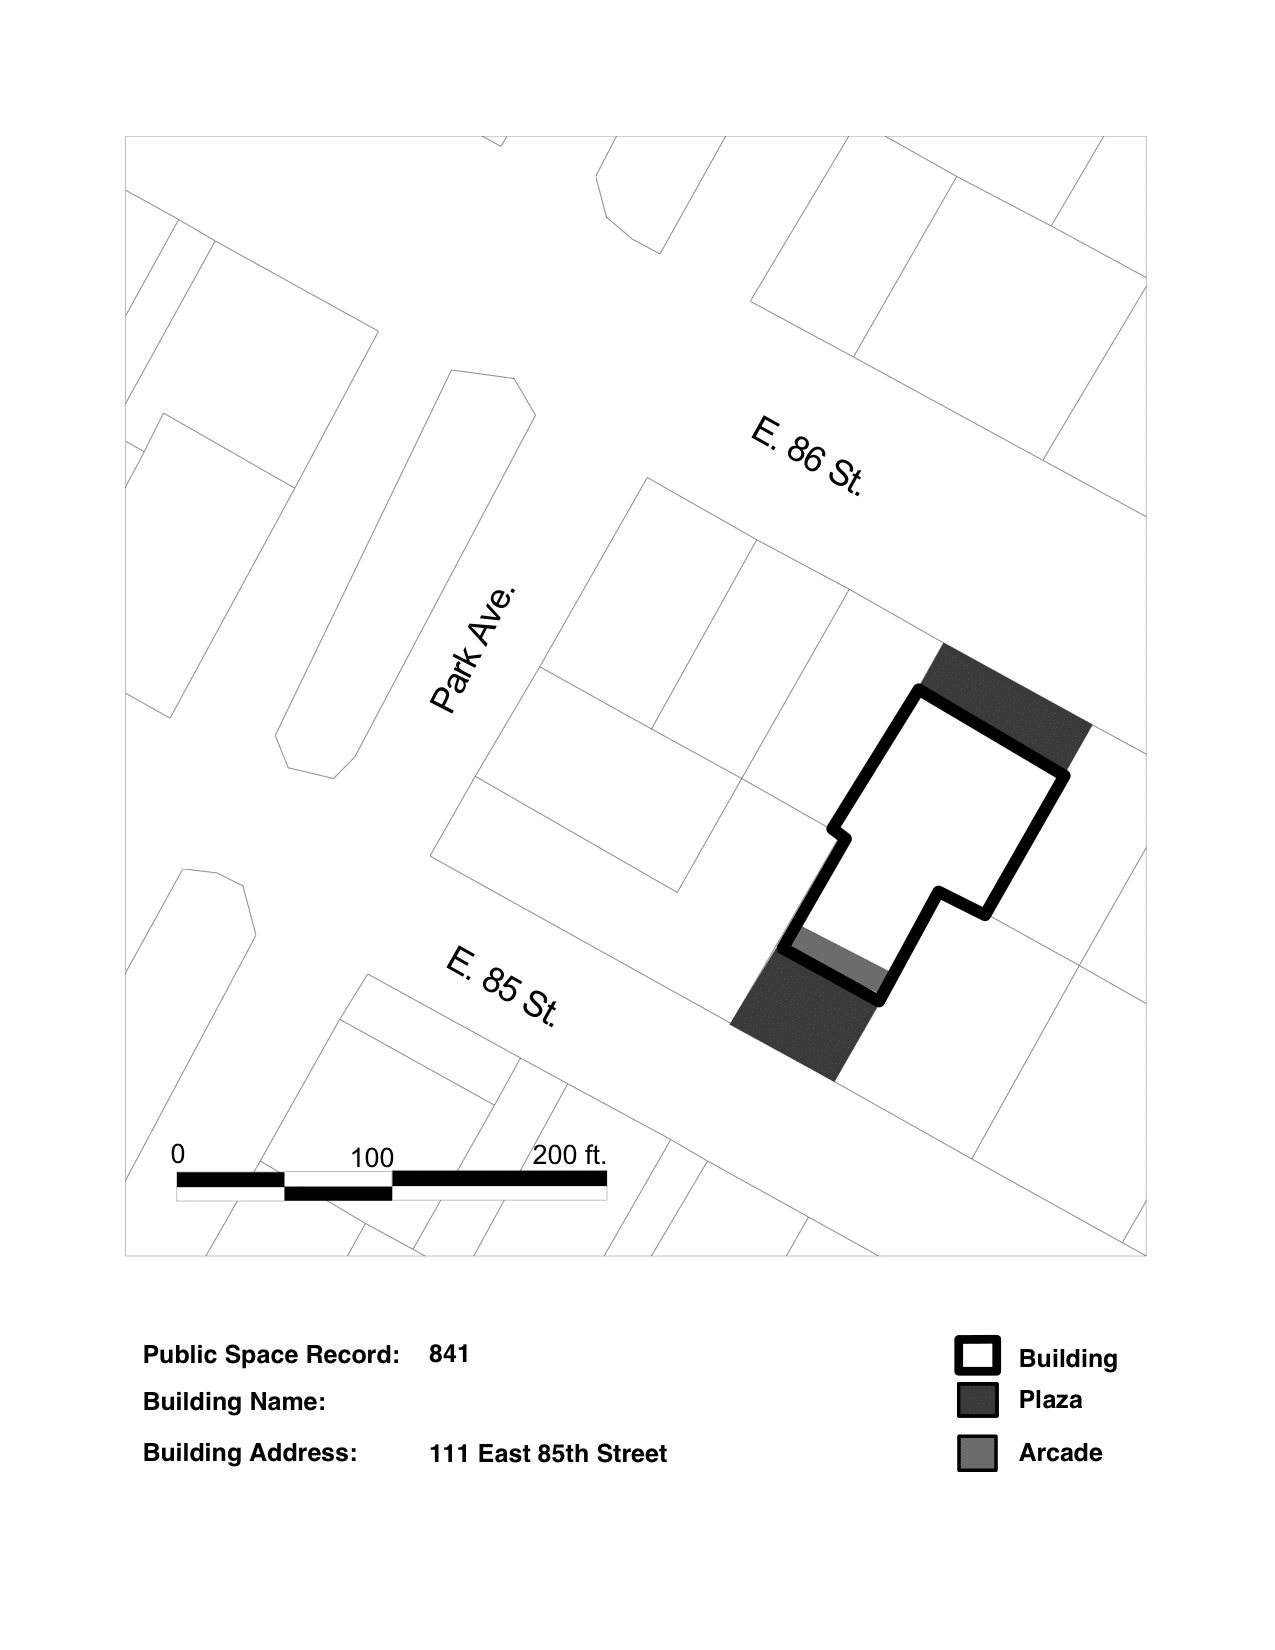 E. 86 St.
Park Ave.
E. 85 St.
0 100 200 ft.
Public Space Record: 841
Building Name:
Building Address: 111 East 85th Street
Building
Plaza
Arcade